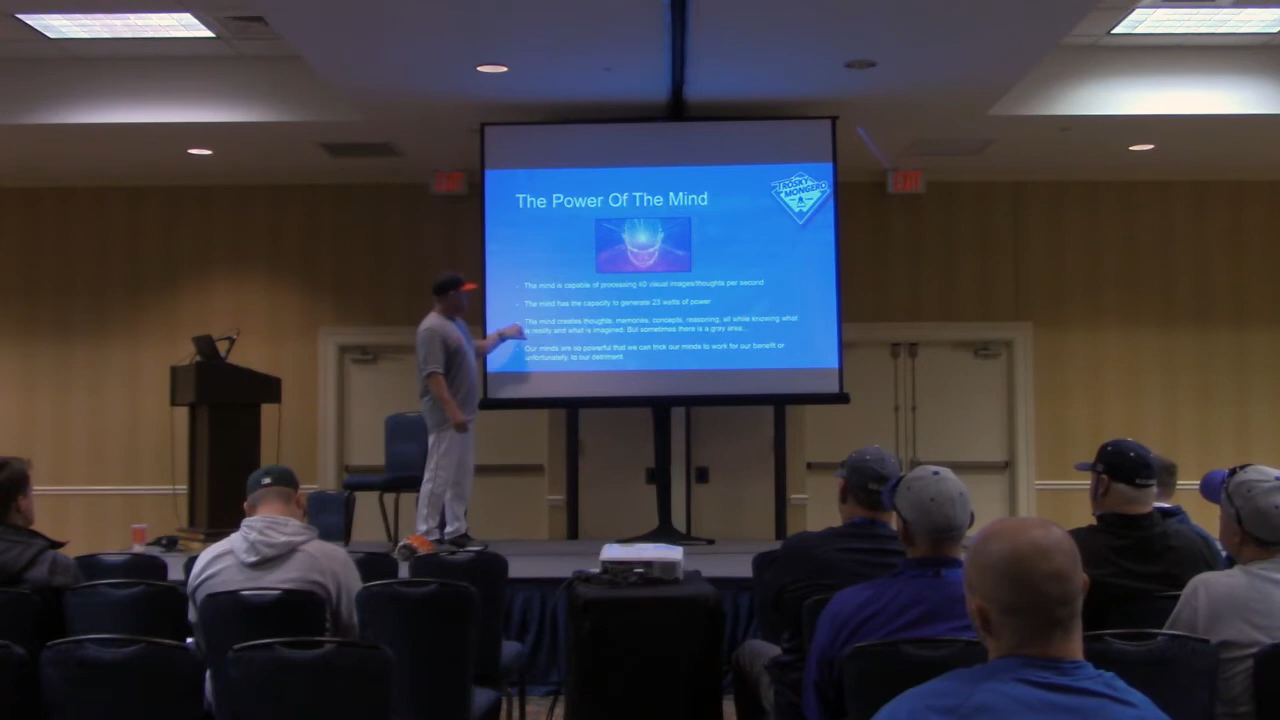 EXIT
EXIT
The Power Of The Mind
TROSKY
MONGERO
- The mind is capable of processing 40 visual images/thoughts per second
- The mind has the capacity to generate 23 watts of power
- The mind creates thoughts, memories, concepts, reasoning, all while knowing what
is reality and what is imagined. But sometimes there is a grey area...
- Our minds are so powerful that we can trick our minds to work for our benefit or
unfortunately, to our detriment